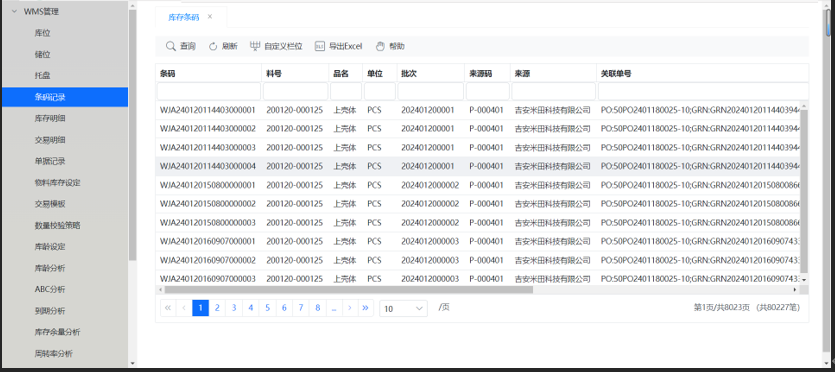 WMS管理
库位
储位
托盘
条码记录
库存明细
交易明细
单据记录
物料库存设定
交易模板
数量校验策略
库龄设定
库龄分析
ABC分析
到期分析
库存余量分析
周转率分析
库存条码 ×
查询 刷新 自定义栏位 导出Excel 帮助
条码 料号 品名 单位 批次 来源码 来源 关联单号
WJA240120114403000001 200120-000125 上壳体 PCS 202401200001 P-000401 吉安米田科技有限公司 PO:50PO2401180025-10;GRN:GRN20240120114403944
WJA240120114403000002 200120-000125 上壳体 PCS 202401200001 P-000401 吉安米田科技有限公司 PO:50PO2401180025-10;GRN:GRN20240120114403944
WJA240120114403000003 200120-000125 上壳体 PCS 202401200001 P-000401 吉安米田科技有限公司 PO:50PO2401180025-10;GRN:GRN20240120114403944
WJA240120114403000004 200120-000125 上壳体 PCS 202401200001 P-000401 吉安米田科技有限公司 PO:50PO2401180025-10;GRN:GRN20240120114403944
WJA240120150800000001 200120-000125 上壳体 PCS 2024012000002 P-000401 吉安米田科技有限公司 PO:50PO2401180025-10;GRN:GRN20240120150800866
WJA240120150800000002 200120-000125 上壳体 PCS 2024012000002 P-000401 吉安米田科技有限公司 PO:50PO2401180025-10;GRN:GRN20240120150800866
WJA240120150800000003 200120-000125 上壳体 PCS 2024012000002 P-000401 吉安米田科技有限公司 PO:50PO2401180025-10;GRN:GRN20240120150800866
WJA240120160907000001 200120-000125 上壳体 PCS 2024012000003 P-000401 吉安米田科技有限公司 PO:50PO2401180025-10;GRN:GRN20240120160907433
WJA240120160907000002 200120-000125 上壳体 PCS 2024012000003 P-000401 吉安米田科技有限公司 PO:50PO2401180025-10;GRN:GRN20240120160907433
WJA240120160907000003 200120-000125 上壳体 PCS 2024012000003 P-000401 吉安米田科技有限公司 PO:50PO2401180025-10;GRN:GRN20240120160907433
« ‹ 1 2 3 4 5 6 7 8 ... › » 10 /页 第1页/共8023页 (共80227笔)